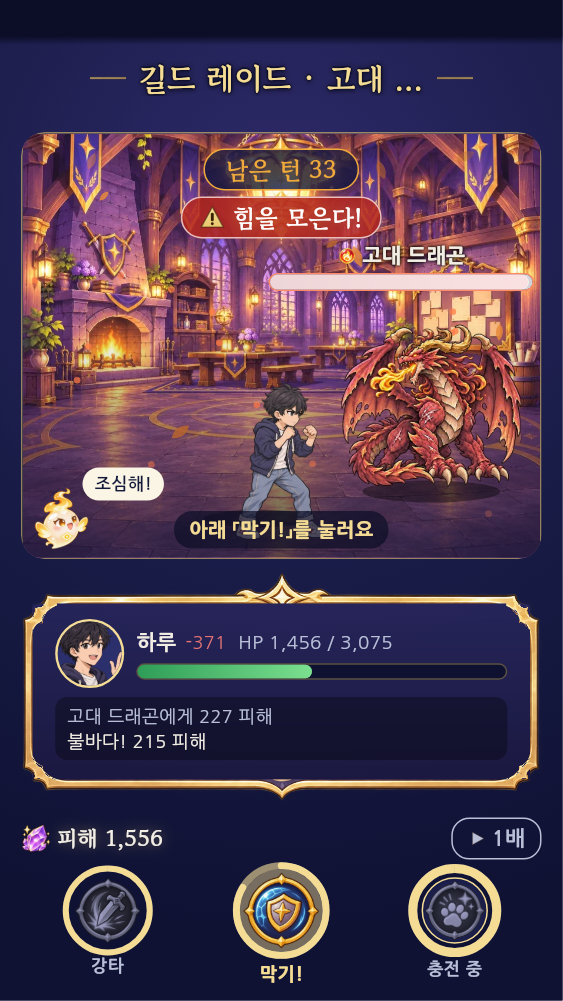 길드 레이드 · 고대 ...
남은 턴 33
⚠ 힘을 모은다!
고대 드래곤
조심해!
아래 「막기!」를 눌러요
하루 -371 HP 1,456 / 3,075
고대 드래곤에게 227 피해
불바다! 215 피해
피해 1,556
▶ 1배
강타
막기!
충전 중